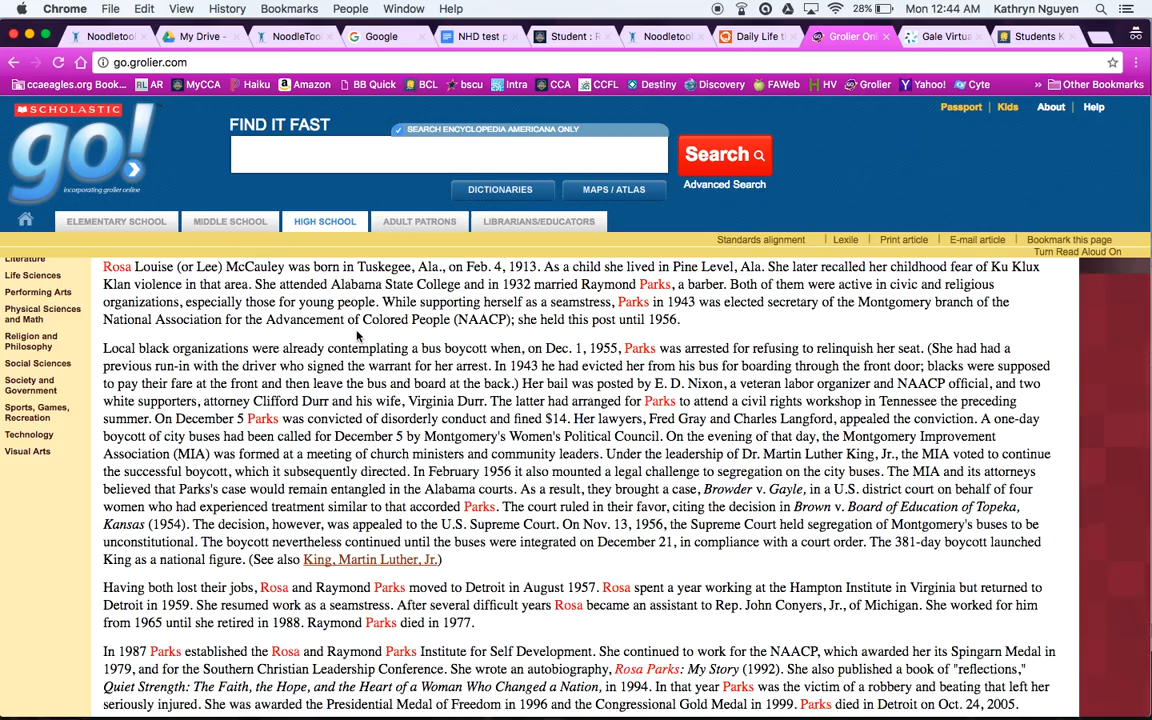 Chrome File Edit View History Bookmarks People Window Help 28% Mon 12:44 AM Kathryn Nguyen
Noodletool My Drive - NoodleToo Google NHD test p Student : R Noodletool Daily Life th Grolier Onl Gale Virtua Students K
go.grolier.com
ccaeagles.org Book... AR MyCCA Haiku Amazon BB Quick BCL bscu Intra CCA CCFL Destiny Discovery FAWeb HV Grolier Yahoo! Cyte » Other Bookmarks
SCHOLASTIC
go!
incorporating grolier online
FIND IT FAST
SEARCH ENCYCLOPEDIA AMERICANA ONLY
Search
Advanced Search
Passport Kids About Help
DICTIONARIES MAPS / ATLAS
ELEMENTARY SCHOOL MIDDLE SCHOOL HIGH SCHOOL ADULT PATRONS LIBRARIANS/EDUCATORS
Standards alignment Lexile Print article E-mail article Bookmark this page
Turn Read Aloud On
Literature
Life Sciences
Performing Arts
Physical Sciences
and Math
Religion and
Philosophy
Social Sciences
Society and
Government
Sports, Games,
Recreation
Technology
Visual Arts
Rosa Louise (or Lee) McCauley was born in Tuskegee, Ala., on Feb. 4, 1913. As a child she lived in Pine Level, Ala. She later recalled her childhood fear of Ku Klux
Klan violence in that area. She attended Alabama State College and in 1932 married Raymond Parks, a barber. Both of them were active in civic and religious
organizations, especially those for young people. While supporting herself as a seamstress, Parks in 1943 was elected secretary of the Montgomery branch of the
National Association for the Advancement of Colored People (NAACP); she held this post until 1956.
Local black organizations were already contemplating a bus boycott when, on Dec. 1, 1955, Parks was arrested for refusing to relinquish her seat. (She had had a
previous run-in with the driver who signed the warrant for her arrest. In 1943 he had evicted her from his bus for boarding through the front door; blacks were supposed
to pay their fare at the front and then leave the bus and board at the back.) Her bail was posted by E. D. Nixon, a veteran labor organizer and NAACP official, and two
white supporters, attorney Clifford Durr and his wife, Virginia Durr. The latter had arranged for Parks to attend a civil rights workshop in Tennessee the preceding
summer. On December 5 Parks was convicted of disorderly conduct and fined $14. Her lawyers, Fred Gray and Charles Langford, appealed the conviction. A one-day
boycott of city buses had been called for December 5 by Montgomery's Women's Political Council. On the evening of that day, the Montgomery Improvement
Association (MIA) was formed at a meeting of church ministers and community leaders. Under the leadership of Dr. Martin Luther King, Jr., the MIA voted to continue
the successful boycott, which it subsequently directed. In February 1956 it also mounted a legal challenge to segregation on the city buses. The MIA and its attorneys
believed that Parks's case would remain entangled in the Alabama courts. As a result, they brought a case, Browder v. Gayle, in a U.S. district court on behalf of four
women who had experienced treatment similar to that accorded Parks. The court ruled in their favor, citing the decision in Brown v. Board of Education of Topeka,
Kansas (1954). The decision, however, was appealed to the U.S. Supreme Court. On Nov. 13, 1956, the Supreme Court held segregation of Montgomery's buses to be
unconstitutional. The boycott nevertheless continued until the buses were integrated on December 21, in compliance with a court order. The 381-day boycott launched
King as a national figure. (See also King, Martin Luther, Jr.)
Having both lost their jobs, Rosa and Raymond Parks moved to Detroit in August 1957. Rosa spent a year working at the Hampton Institute in Virginia but returned to
Detroit in 1959. She resumed work as a seamstress. After several difficult years Rosa became an assistant to Rep. John Conyers, Jr., of Michigan. She worked for him
from 1965 until she retired in 1988. Raymond Parks died in 1977.
In 1987 Parks established the Rosa and Raymond Parks Institute for Self Development. She continued to work for the NAACP, which awarded her its Spingarn Medal in
1979, and for the Southern Christian Leadership Conference. She wrote an autobiography, Rosa Parks: My Story (1992). She also published a book of "reflections,"
Quiet Strength: The Faith, the Hope, and the Heart of a Woman Who Changed a Nation, in 1994. In that year Parks was the victim of a robbery and beating that left her
seriously injured. She was awarded the Presidential Medal of Freedom in 1996 and the Congressional Gold Medal in 1999. Parks died in Detroit on Oct. 24, 2005.